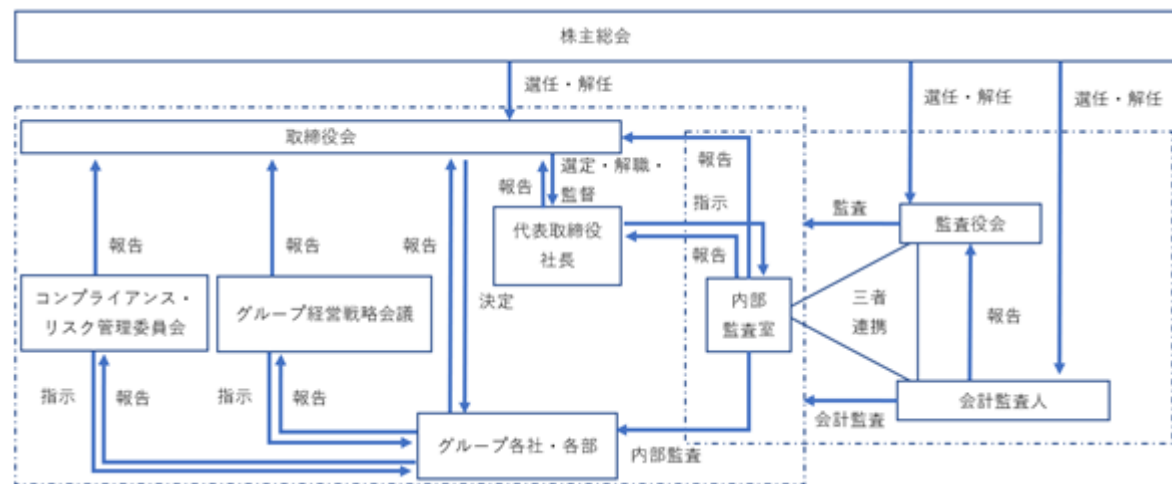 株主総会
選任・解任
選任・解任
選任・解任
取締役会
選定・解職・
監督
報告
報告
指示
監査
監査役会
代表取締役
社長
報告
報告
報告
報告
コンプライアンス・
リスク管理委員会
グループ経営戦略会議
決定
内部
監査室
三者
連携
報告
指示
報告
指示
報告
グループ各社・各部
内部監査
会計監査
会計監査人